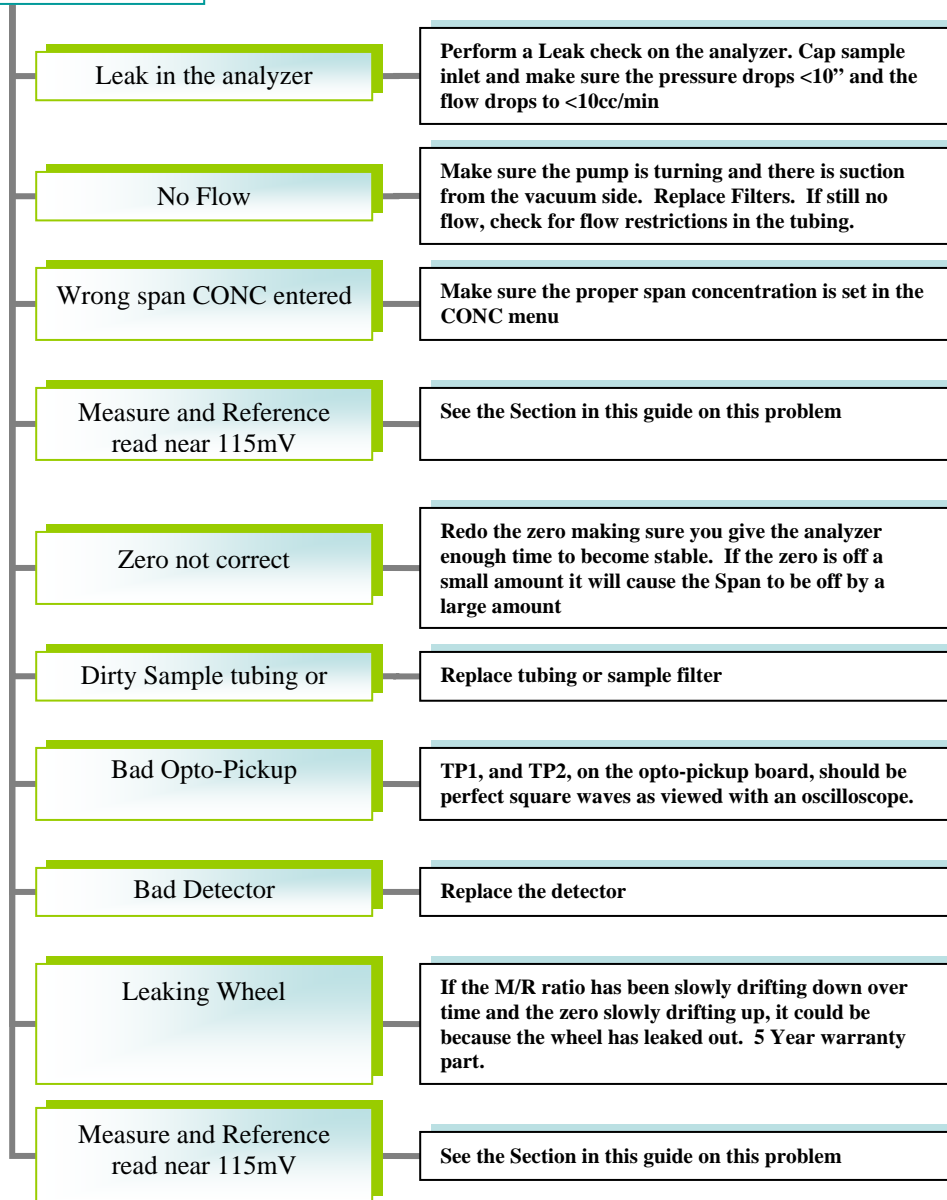 Leak in the analyzer
Perform a Leak check on the analyzer. Cap sample
inlet and make sure the pressure drops <10” and the
flow drops to <10cc/min
No Flow
Make sure the pump is turning and there is suction
from the vacuum side.  Replace Filters.  If still no
flow, check for flow restrictions in the tubing.
Wrong span CONC entered
Make sure the proper span concentration is set in the
CONC menu
Measure and Reference
read near 115mV
See the Section in this guide on this problem
Zero not correct
Redo the zero making sure you give the analyzer
enough time to become stable.  If the zero is off a
small amount it will cause the Span to be off by a
large amount
Dirty Sample tubing or
Replace tubing or sample filter
Bad Opto-Pickup
TP1, and TP2, on the opto-pickup board, should be
perfect square waves as viewed with an oscilloscope.
Bad Detector
Replace the detector
Leaking Wheel
If the M/R ratio has been slowly drifting down over
time and the zero slowly drifting up, it could be
because the wheel has leaked out.  5 Year warranty
part.
Measure and Reference
read near 115mV
See the Section in this guide on this problem